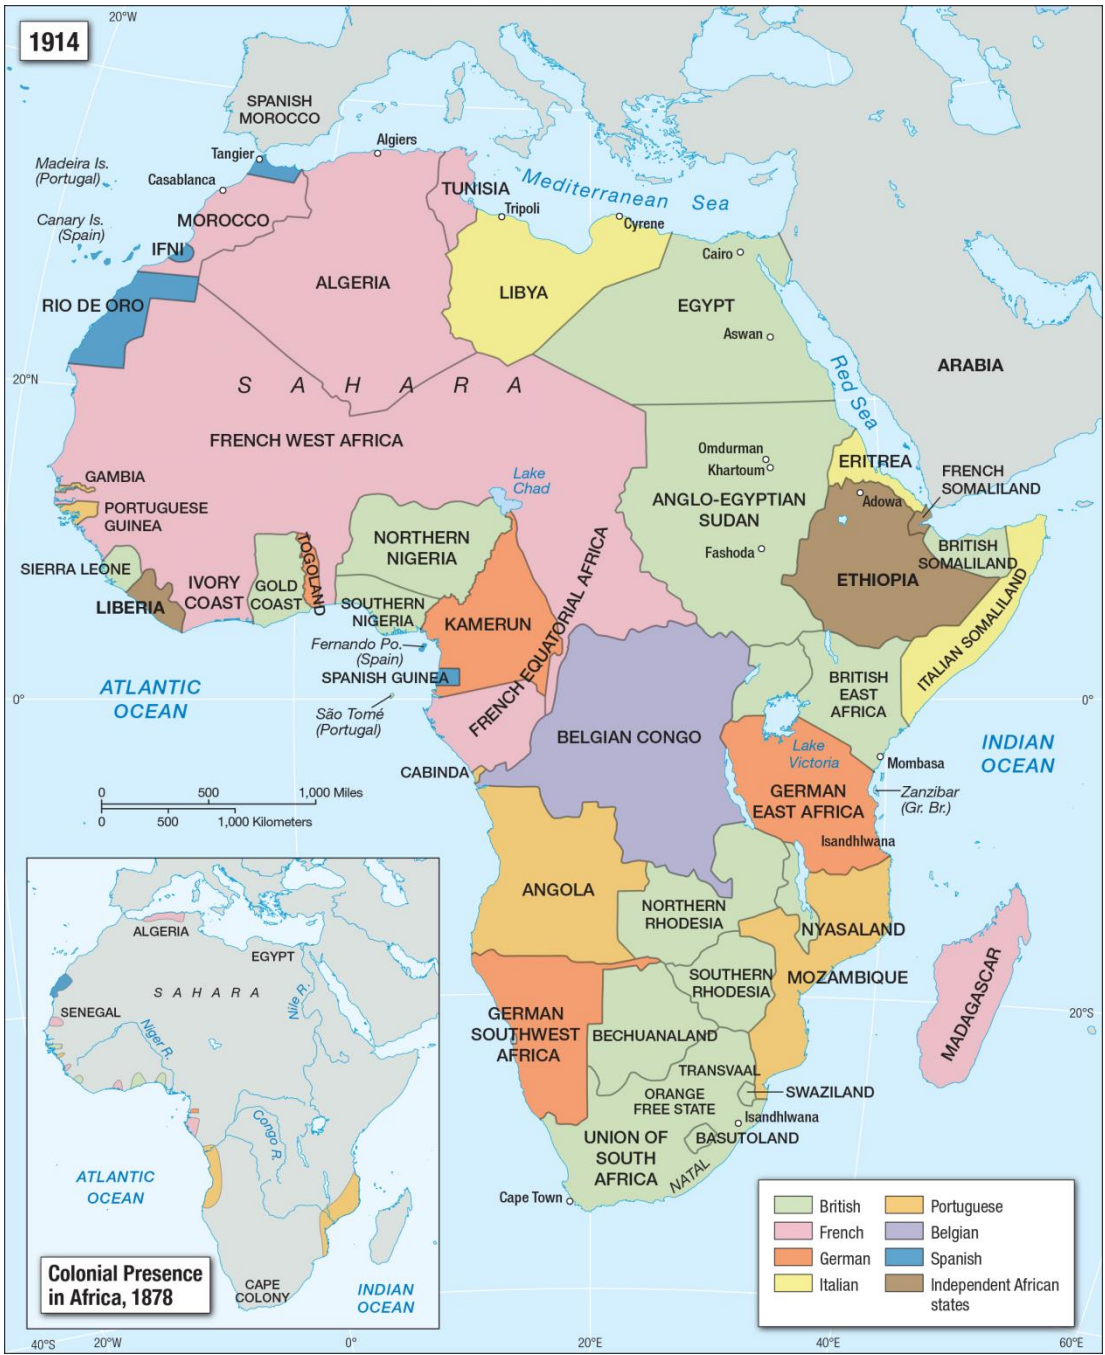 1914
20°W
SPANISH
MOROCCO
Algiers
Tangier
Madeira Is.
(Portugal)
Casablanca
TUNISIA
Mediterranean Sea
Tripoli
Cyrene
Canary Is.
(Spain)
MOROCCO
IFNI
Cairo
RIO DE ORO
ALGERIA
LIBYA
EGYPT
Aswan
Red Sea
ARABIA
20°N
SAHARA
FRENCH WEST AFRICA
Omdurman
Khartoum
ERITREA
FRENCH
SOMALILAND
GAMBIA
Lake
Chad
Adowa
PORTUGUESE
GUINEA
ANGLO-EGYPTIAN
SUDAN
NORTHERN
NIGERIA
Fashoda
BRITISH
SOMALILAND
SIERRA LEONE
TOGOLAND
IVORY
COAST
GOLD
COAST
ETHIOPIA
LIBERIA
SOUTHERN
NIGERIA
KAMERUN
FRENCH EQUATORIAL AFRICA
ITALIAN SOMALILAND
Fernando Po.
(Spain)
SPANISH GUINEA
ATLANTIC
OCEAN
BRITISH
EAST
AFRICA
0°
0°
São Tomé
(Portugal)
BELGIAN CONGO
Lake
Victoria
INDIAN
OCEAN
CABINDA
Mombasa
GERMAN
EAST AFRICA
Zanzibar
(Gr. Br.)
0 500 1,000 Miles
0 500 1,000 Kilometers
Isandhlwana
ANGOLA
NORTHERN
RHODESIA
NYASALAND
MOZAMBIQUE
SOUTHERN
RHODESIA
MADAGASCAR
20°S
GERMAN
SOUTHWEST
AFRICA
BECHUANALAND
TRANSVAAL
SWAZILAND
ORANGE
FREE STATE
Isandhlwana
BASUTOLAND
UNION OF
SOUTH
AFRICA
NATAL
Cape Town
ALGERIA
EGYPT
SAHARA
Nile R.
SENEGAL
Niger R.
Congo R.
ATLANTIC
OCEAN
CAPE
COLONY
INDIAN
OCEAN
Colonial Presence
in Africa, 1878
British
French
German
Italian
Portuguese
Belgian
Spanish
Independent African
states
40°S
20°W
0°
20°E
40°E
60°E